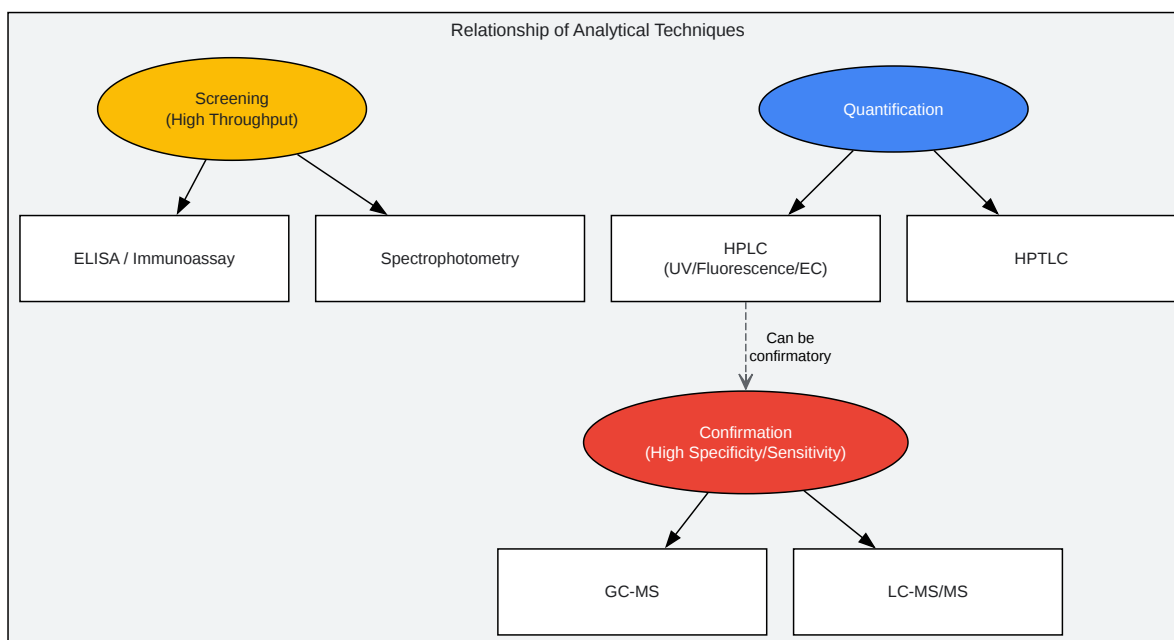 Relationship of Analytical Techniques
Screening
(High Throughput)
Quantification
ELISA / Immunoassay
Spectrophotometry
HPLC
(UV/Fluorescence/EC)
HPTLC
Can be
confirmatory
Confirmation
(High Specificity/Sensitivity)
GC-MS
LC-MS/MS